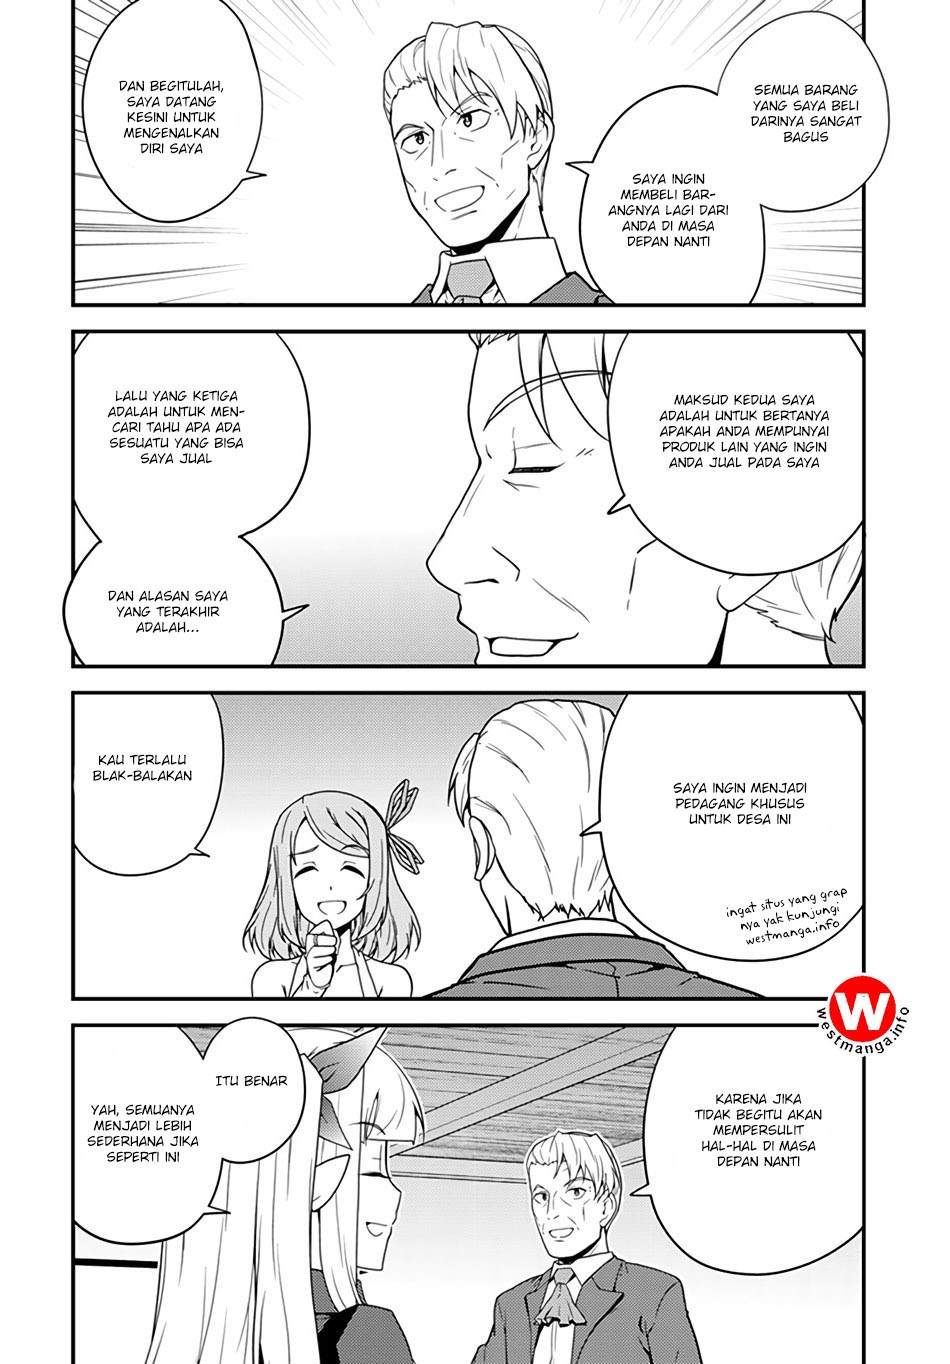 SEMUA BARANG
YANG SAYA BELI
DARINYA SANGAT
BAGUS
SAYA INGIN
MEMBELI BAR-
ANGNYA LAGI DARI
ANDA DI MASA
DEPAN NANTI
DAN BEGITULAH,
SAYA DATANG
KESINI UNTUK
MENGENALKAN
DIRI SAYA
MAKSUD KEDUA SAYA
ADALAH UNTUK BERTANYA
APAKAH ANDA MEMPUNYAI
PRODUK LAIN YANG INGIN
ANDA JUAL PADA SAYA
LALU YANG KETIGA
ADALAH UNTUK MEN-
CARI TAHU APA ADA
SESUATU YANG BISA
SAYA JUAL
DAN ALASAN SAYA
YANG TERAKHIR
ADALAH...
SAYA INGIN MENJADI
PEDAGANG KHUSUS
UNTUK DESA INI
ingat situs yang grap
nya yak kunjungi
westmanga.info
KAU TERLALU
BLAK-BALAKAN
W
westmanga.info
KARENA JIKA
TIDAK BEGITU AKAN
MEMPERSULIT
HAL-HAL DI MASA
DEPAN NANTI
ITU BENAR
YAH, SEMUANYA
MENJADI LEBIH
SEDERHANA JIKA
SEPERTI INI